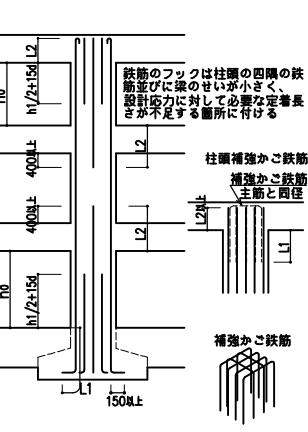 L2
h0
h1/2+15d
鉄筋のフックは柱頭の四隅の鉄
筋並びに梁のせいが小さく、
設計応力に対して必要な定着長
さが不足する箇所に付ける
L2
400以上
400以上
L2
柱頭補強かご鉄筋
補強かご鉄筋
主筋と同径
L2以上
L1
h0
h1/2+15d
補強かご鉄筋
L1
150以上